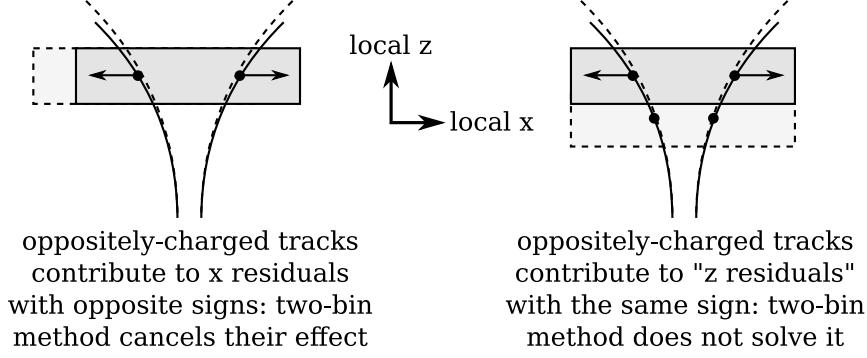 local z
local x
oppositely-charged tracks
contribute to x residuals
with opposite signs: two-bin
method cancels their effect
oppositely-charged tracks
contribute to "z residuals"
with the same sign: two-bin
method does not solve it